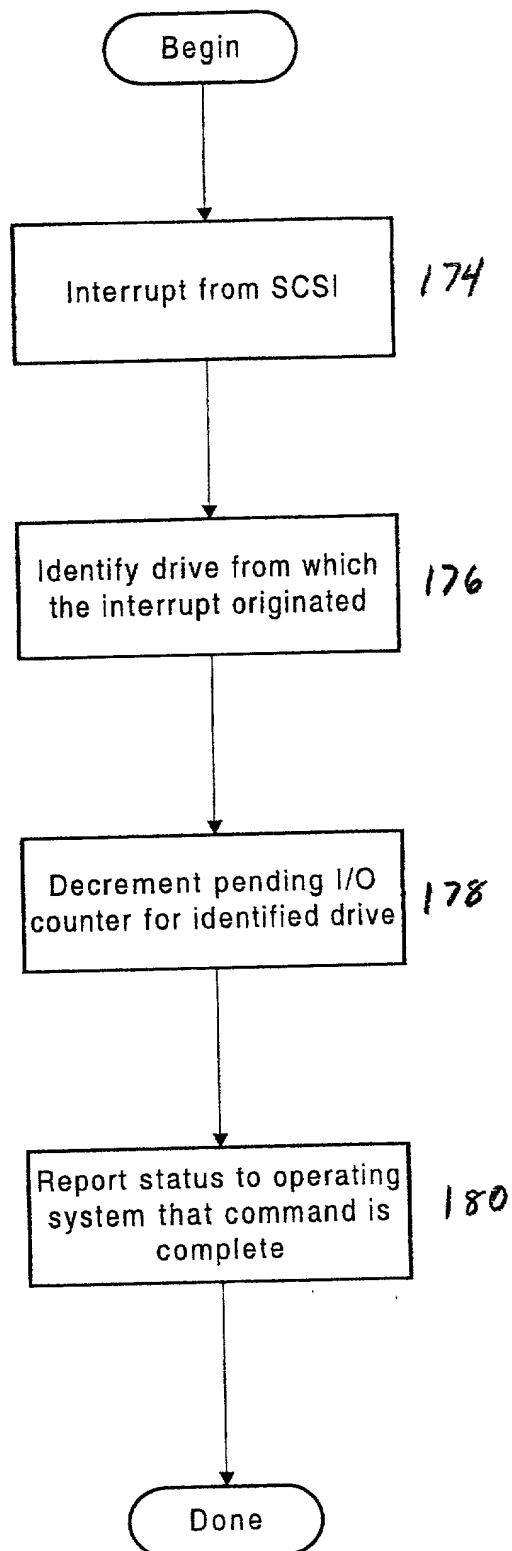 Begin
Interrupt from SCSI
174
Identify drive from which
the interrupt originated
176
Decrement pending I/O
counter for identified drive
178
Report status to operating
system that command is
complete
180
Done